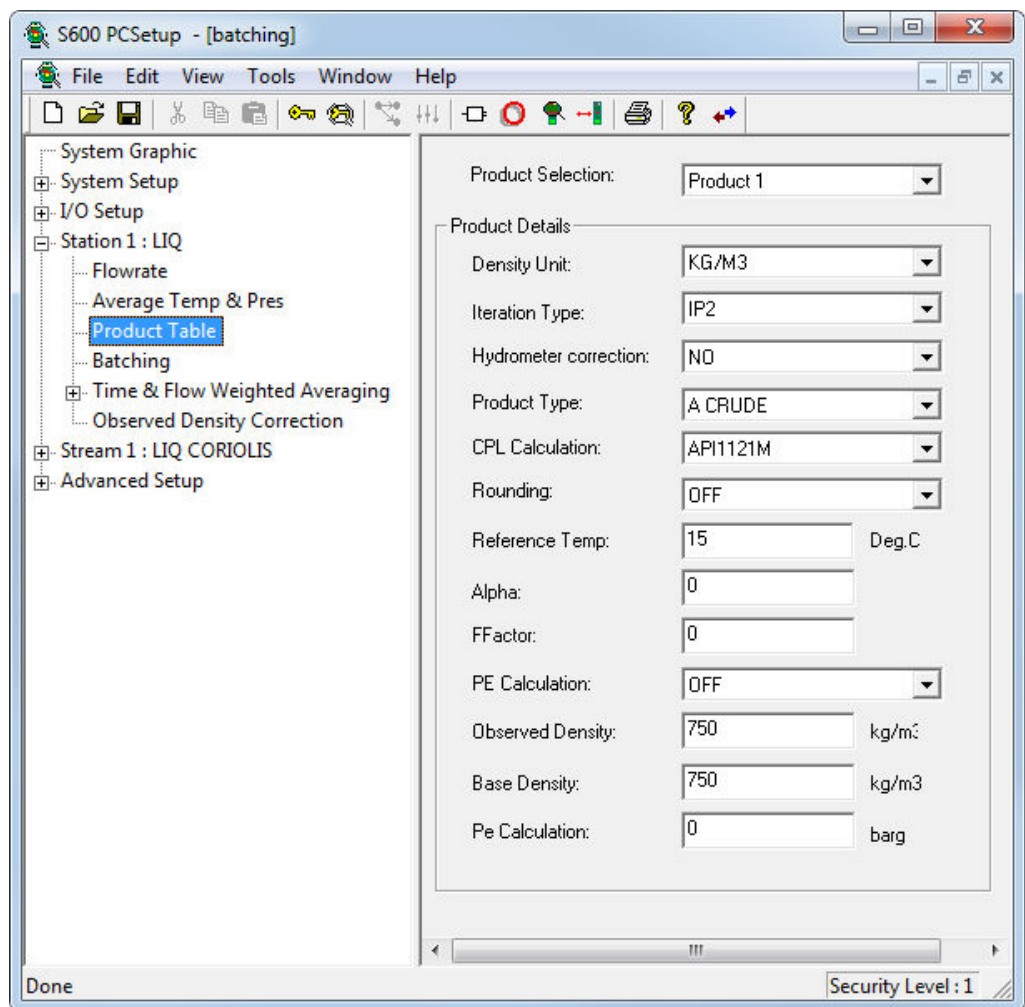 S600 PCSetup - [batching]
File Edit View Tools Window Help
System Graphic
System Setup
I/O Setup
Station 1 : LIQ
Flowrate
Average Temp & Pres
Product Table
Batching
Time & Flow Weighted Averaging
Observed Density Correction
Stream 1 : LIQ CORIOLIS
Advanced Setup
Product Selection: Product 1
Product Details
Density Unit: KG/M3
Iteration Type: IP2
Hydrometer correction: NO
Product Type: A CRUDE
CPL Calculation: API1121M
Rounding: OFF
Reference Temp: 15 Deg.C
Alpha: 0
FFactor: 0
PE Calculation: OFF
Observed Density: 750 kg/m3
Base Density: 750 kg/m3
Pe Calculation: 0 barg
Done Security Level : 1